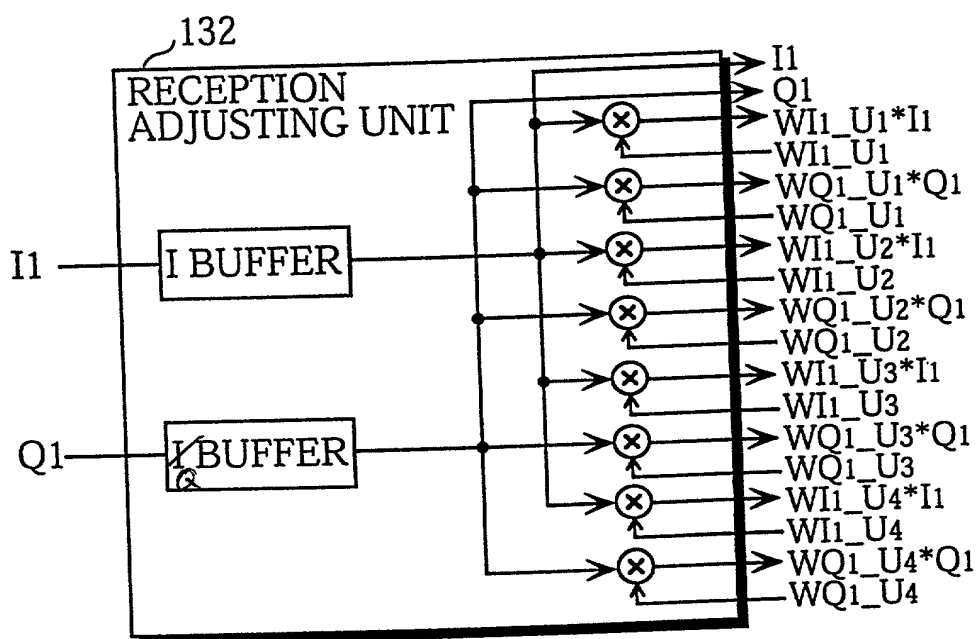 132
RECEPTION
ADJUSTING UNIT
I1
Q1
WI1_U1*I1
WI1_U1
WQ1_U1*Q1
WQ1_U1
WI1_U2*I1
WI1_U2
WQ1_U2*Q1
WQ1_U2
WI1_U3*I1
WI1_U3
WQ1_U3*Q1
WQ1_U3
WI1_U4*I1
WI1_U4
WQ1_U4*Q1
WQ1_U4
I1
I BUFFER
Q1
I BUFFER
Q